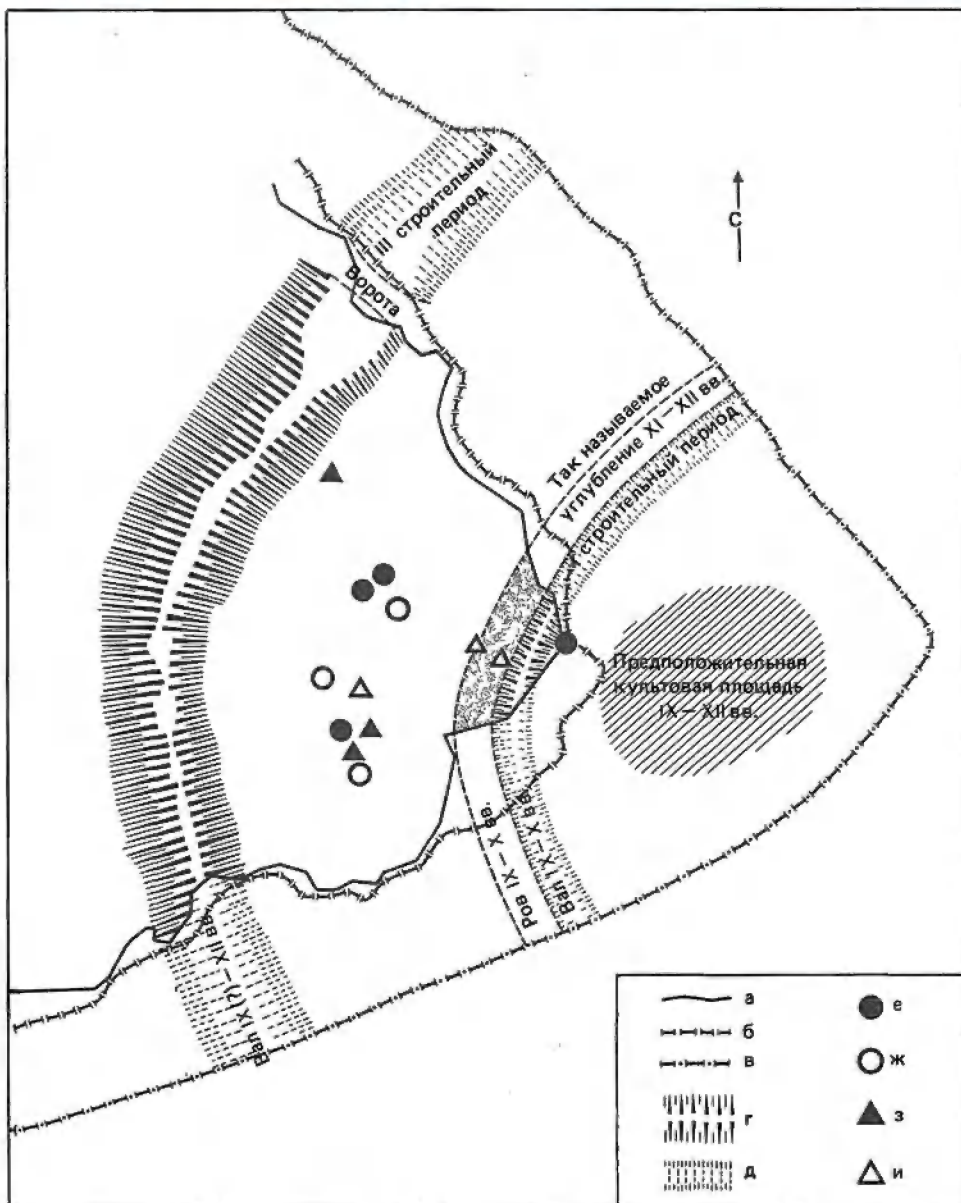 III строительный
период
С
Ворота
Так называемое
углубление XI — XII вв.
строительный период
Предположительная
культовая площадь
IX — XII вв.
Ров IX — X вв.
Вал IX — X вв.
Вал IX (?) — XII вв.
а
б
в
г
д
е
ж
з
и